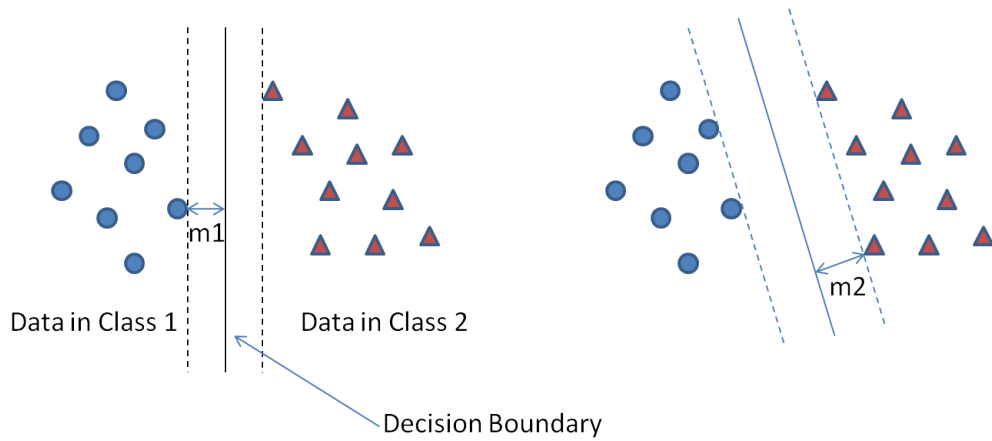 m1
m2
Data in Class 1
Data in Class 2
Decision Boundary